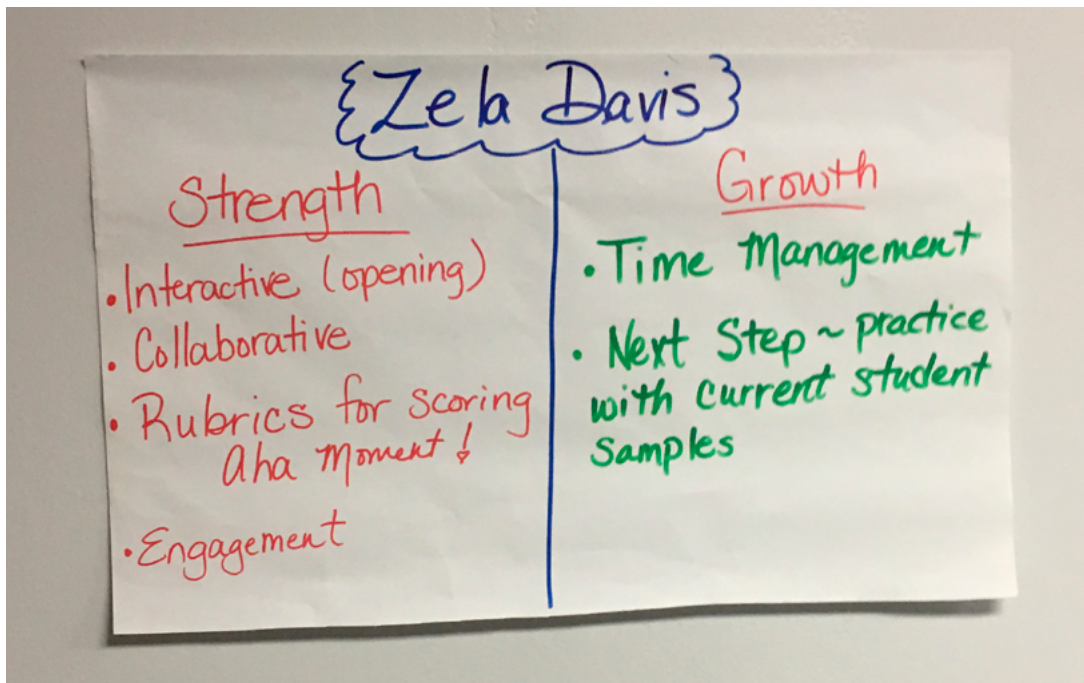 {Zela Davis}
Strength
• Interactive (opening)
• Collaborative
• Rubrics for scoring
Aha Moment!
• Engagement
Growth
• Time Management
• Next Step ~ practice
with current student
samples